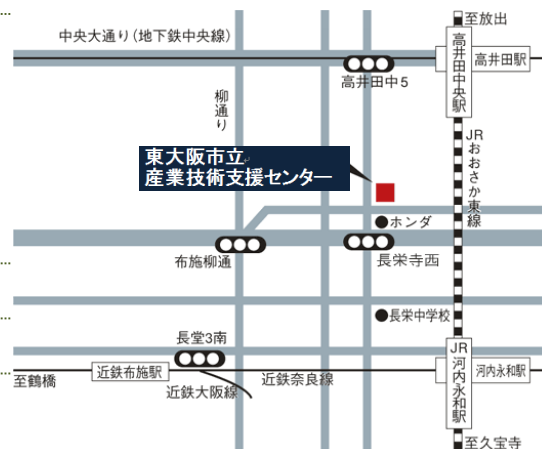 至放出
中央大通り(地下鉄中央線)
高井田中央駅
高井田駅
高井田中5
柳通り
JRおおさか東線
東大阪市立
産業技術支援センター
ホンダ
布施柳通
長栄寺西
長栄中学校
長堂3南
JR河内永和駅
河内永和駅
近鉄布施駅
至鶴橋
近鉄大阪線
近鉄奈良線
至久宝寺